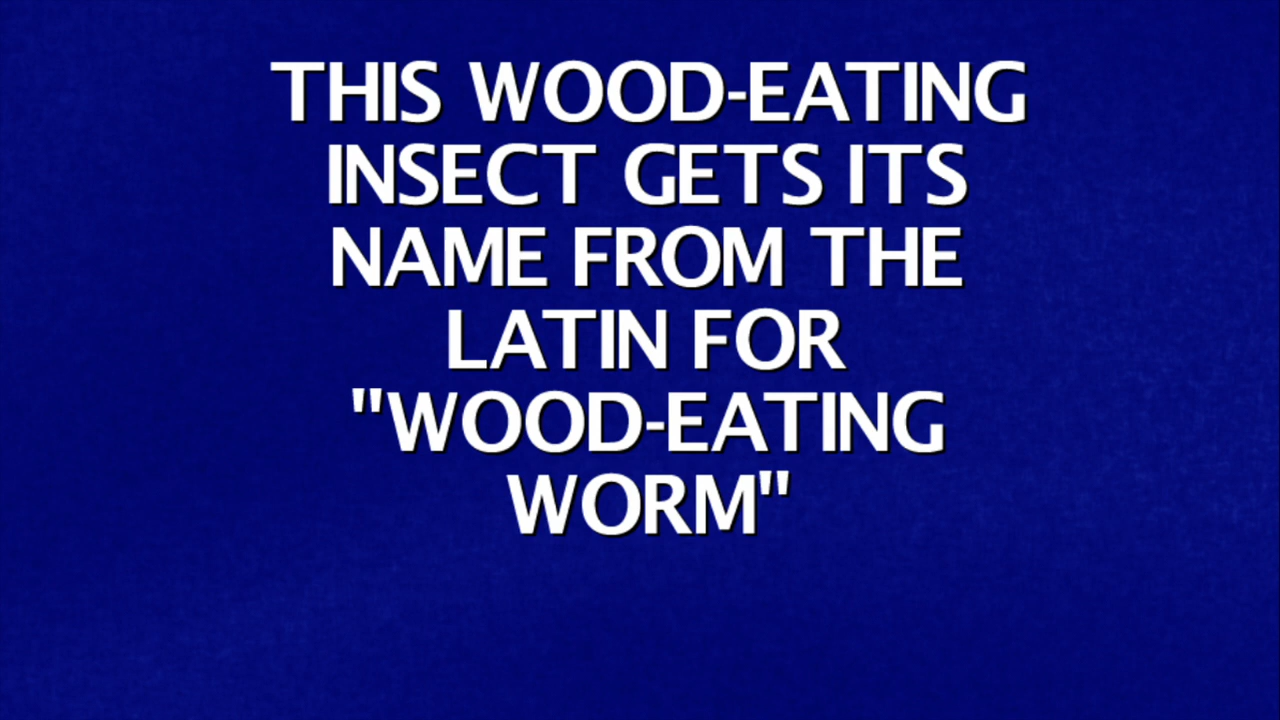 THIS WOOD-EATING
INSECT GETS ITS
NAME FROM THE
LATIN FOR
"WOOD-EATING
WORM"